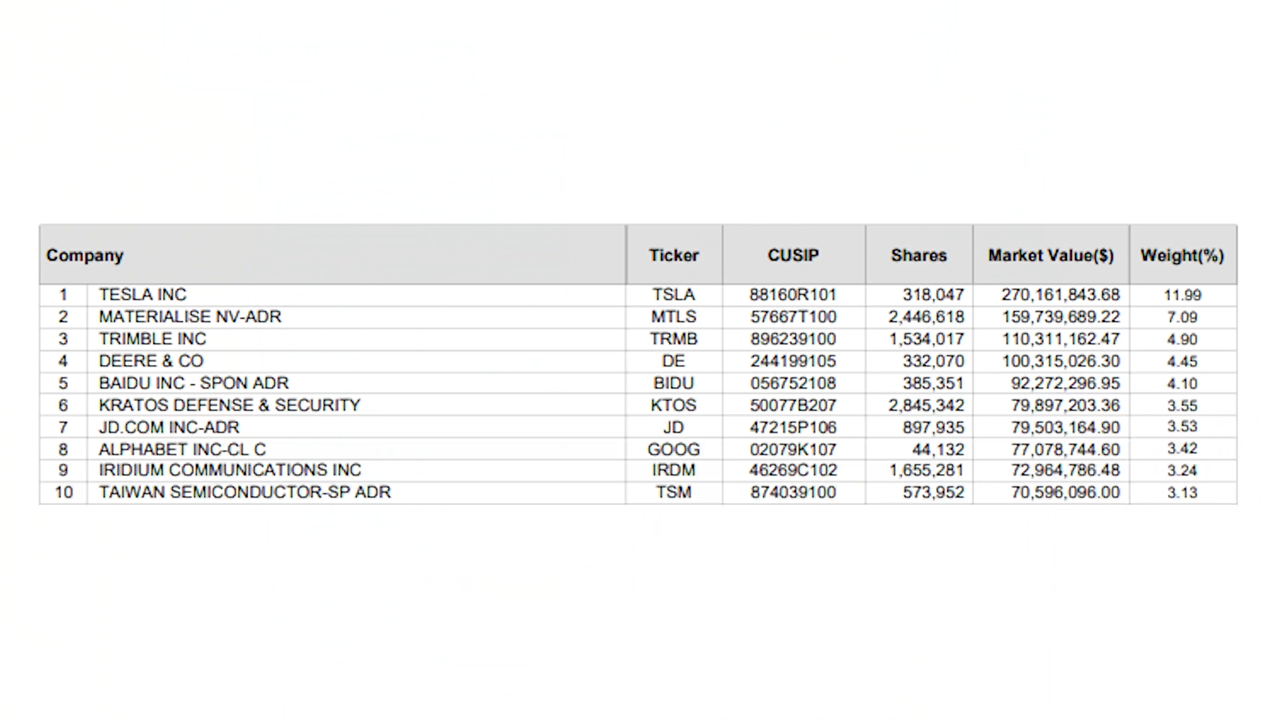 Company Ticker CUSIP Shares Market Value($) Weight(%)
1 TESLA INC TSLA 88160R101 318,047 270,161,843.68 11.99
2 MATERIALISE NV-ADR MTLS 57667T100 2,446,618 159,739,689.22 7.09
3 TRIMBLE INC TRMB 896239100 1,534,017 110,311,162.47 4.90
4 DEERE & CO DE 244199105 332,070 100,315,026.30 4.45
5 BAIDU INC - SPON ADR BIDU 056752108 385,351 92,272,296.95 4.10
6 KRATOS DEFENSE & SECURITY KTOS 50077B207 2,845,342 79,897,203.36 3.55
7 JD.COM INC-ADR JD 47215P106 897,935 79,503,164.90 3.53
8 ALPHABET INC-CL C GOOG 02079K107 44,132 77,078,744.60 3.42
9 IRIDIUM COMMUNICATIONS INC IRDM 46269C102 1,655,281 72,964,786.48 3.24
10 TAIWAN SEMICONDUCTOR-SP ADR TSM 874039100 573,952 70,596,096.00 3.13